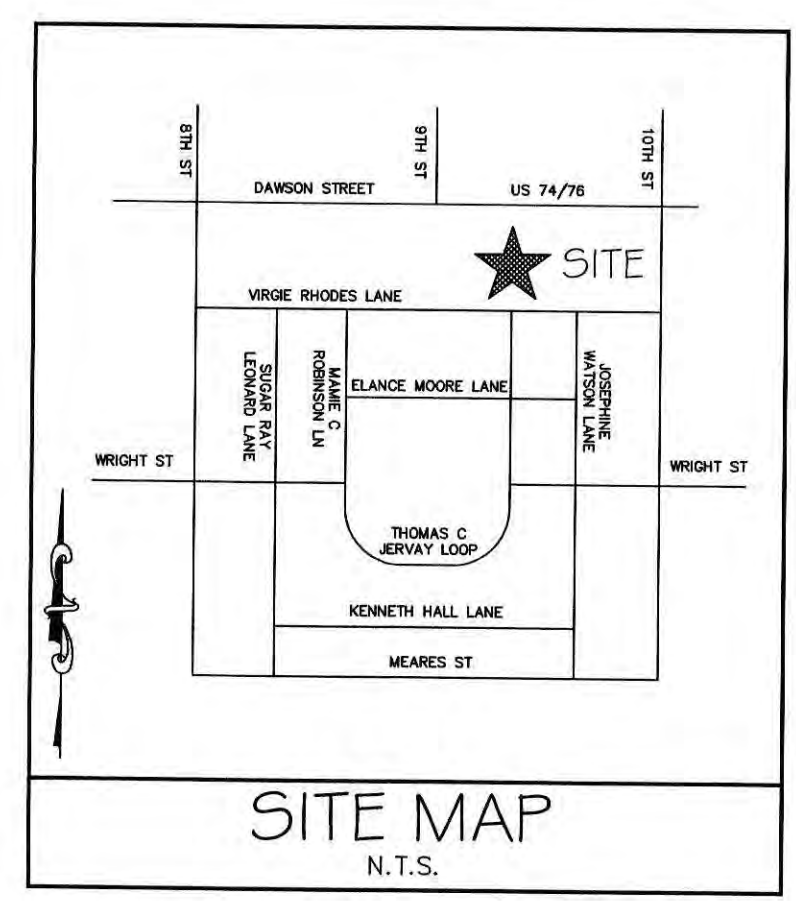 8TH ST
9TH ST
10TH ST
DAWSON STREET
US 74/76
SITE
VIRGIE RHODES LANE
SUGAR RAY
LEONARD LANE
MAMIE C
ROBINSON LN
ELANCE MOORE LANE
JOSEPHINE
WATSON LANE
WRIGHT ST
WRIGHT ST
THOMAS C
JERVAY LOOP
KENNETH HALL LANE
MEARES ST
SITE MAP
N.T.S.